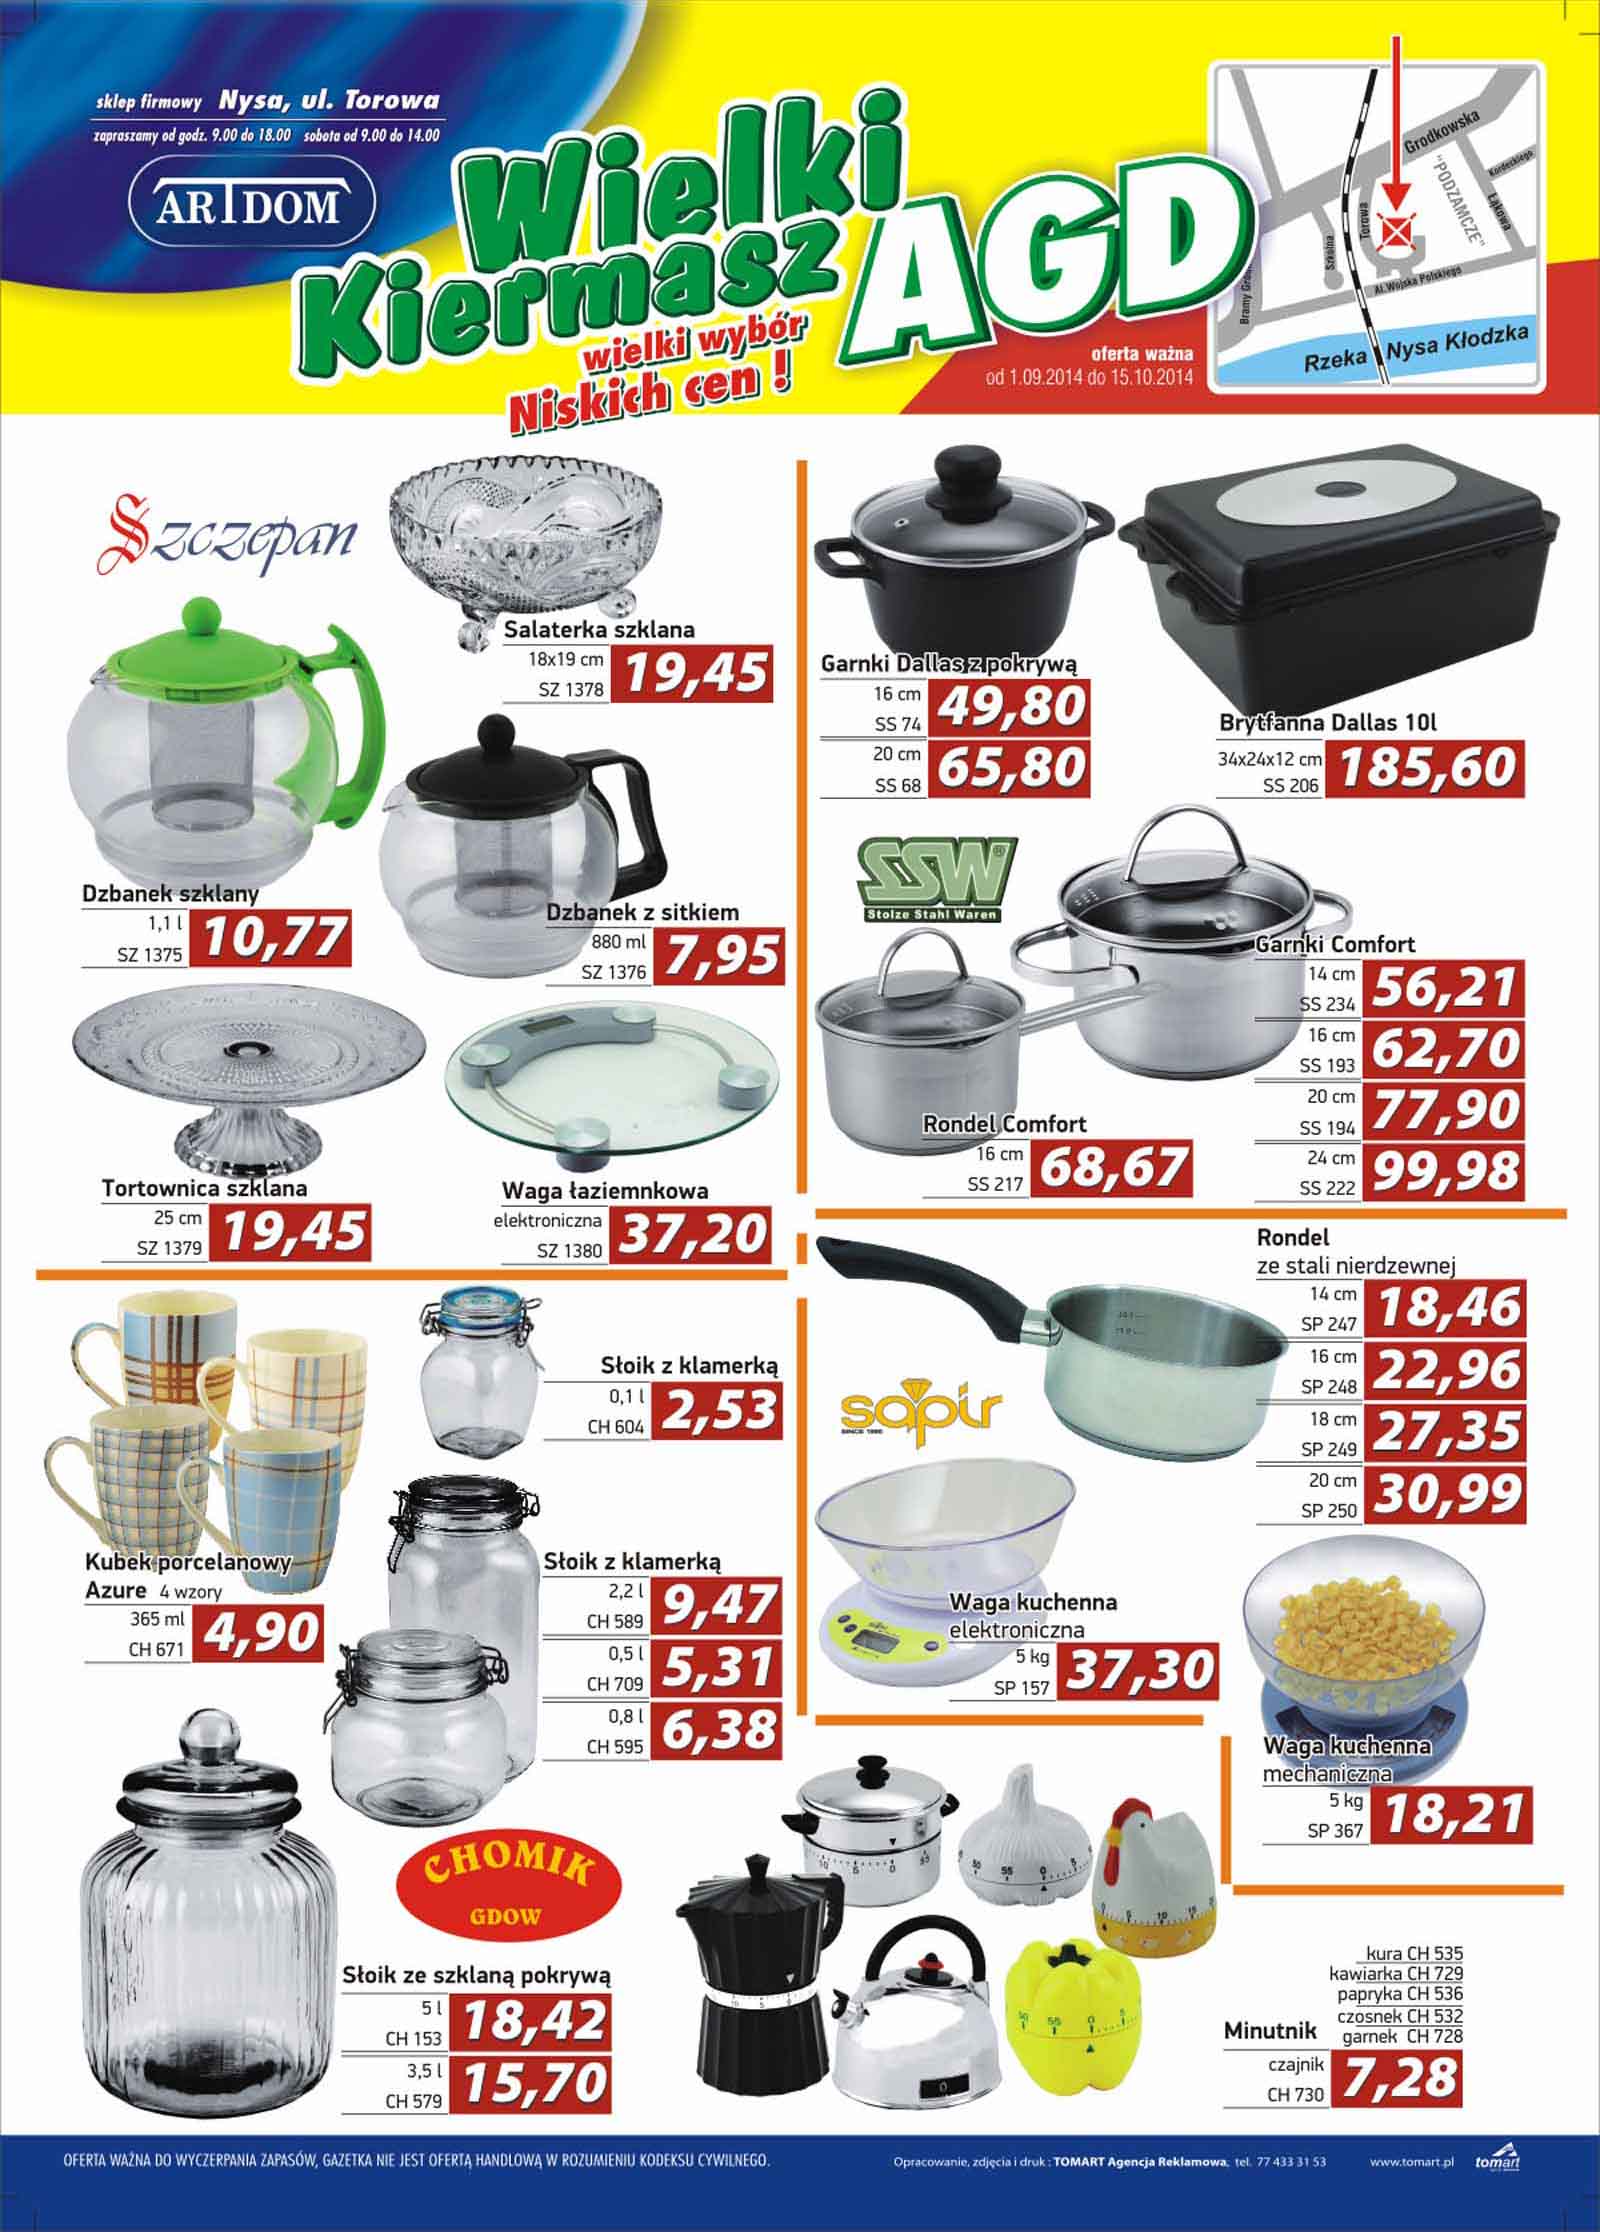 sklep firmowy Nysa, ul. Torowa
zapraszamy od godz. 9.00 do 18.00 sobota od 9.00 do 14.00
ARTDOM
Wielki
Kiermasz AGD
wielki wybór
Niskich cen !
oferta ważna
od 1.09.2014 do 15.10.2014
Grodkowska
Kordeckiego
"PODZAMCZE"
Łąkowa
Torowa
Szkolna
Al.Wojska Polskiego
Rzeka Nysa Kłodzka
Szczepan
Salaterka szklana
18x19 cm
SZ 1378
19,45
Dzbanek szklany
1,1 l
SZ 1375
10,77
Dzbanek z sitkiem
880 ml
SZ 1376
7,95
Tortownica szklana
25 cm
SZ 1379
19,45
Waga łaziemnkowa
elektroniczna
SZ 1380
37,20
Garnki Dallas z pokrywą
16 cm
SS 74
49,80
20 cm
SS 68
65,80
Brytfanna Dallas 10l
34x24x12 cm
SS 206
185,60
SSW®
Stolze Stahl Waren
Garnki Comfort
14 cm
SS 234
56,21
16 cm
SS 193
62,70
20 cm
SS 194
77,90
24 cm
SS 222
99,98
Rondel Comfort
16 cm
SS 217
68,67
Rondel
ze stali nierdzewnej
14 cm
SP 247
18,46
16 cm
SP 248
22,96
18 cm
SP 249
27,35
20 cm
SP 250
30,99
sapir
Waga kuchenna
elektroniczna
5 kg
SP 157
37,30
Waga kuchenna
mechaniczna
5 kg
SP 367
18,21
Kubek porcelanowy
Azure 4 wzory
365 ml
CH 671
4,90
Słoik z klamerką
0,1 l
CH 604
2,53
Słoik z klamerką
2,2 l
CH 589
9,47
0,5 l
CH 709
5,31
0,8 l
CH 595
6,38
CHOMIK
GDOW
Słoik ze szklaną pokrywą
5 l
CH 153
18,42
3,5 l
CH 579
15,70
kura CH 535
kawiarka CH 729
papryka CH 536
czosnek CH 532
garnek CH 728
Minutnik
czajnik
CH 730
7,28
OFERTA WAŻNA DO WYCZERPANIA ZAPASÓW, GAZETKA NIE JEST OFERTĄ HANDLOWĄ W ROZUMIENIU KODEKSU CYWILNEGO.
Opracowanie, zdjęcia i druk : TOMART Agencja Reklamowa, tel. 77 433 31 53 www.tomart.pl tomart